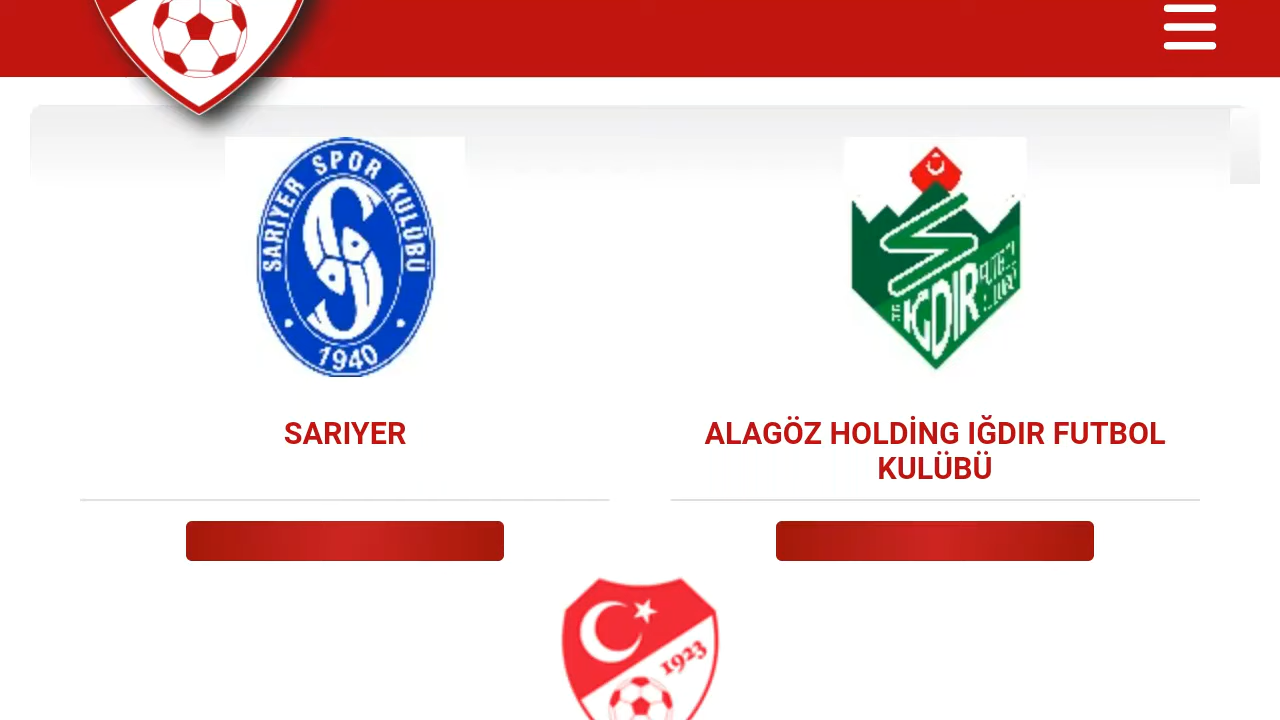 SARIYER SPOR KULÜBÜ
1940
IĞDIR
SARIYER
ALAGÖZ HOLDİNG IĞDIR FUTBOL
KULÜBÜ
1923